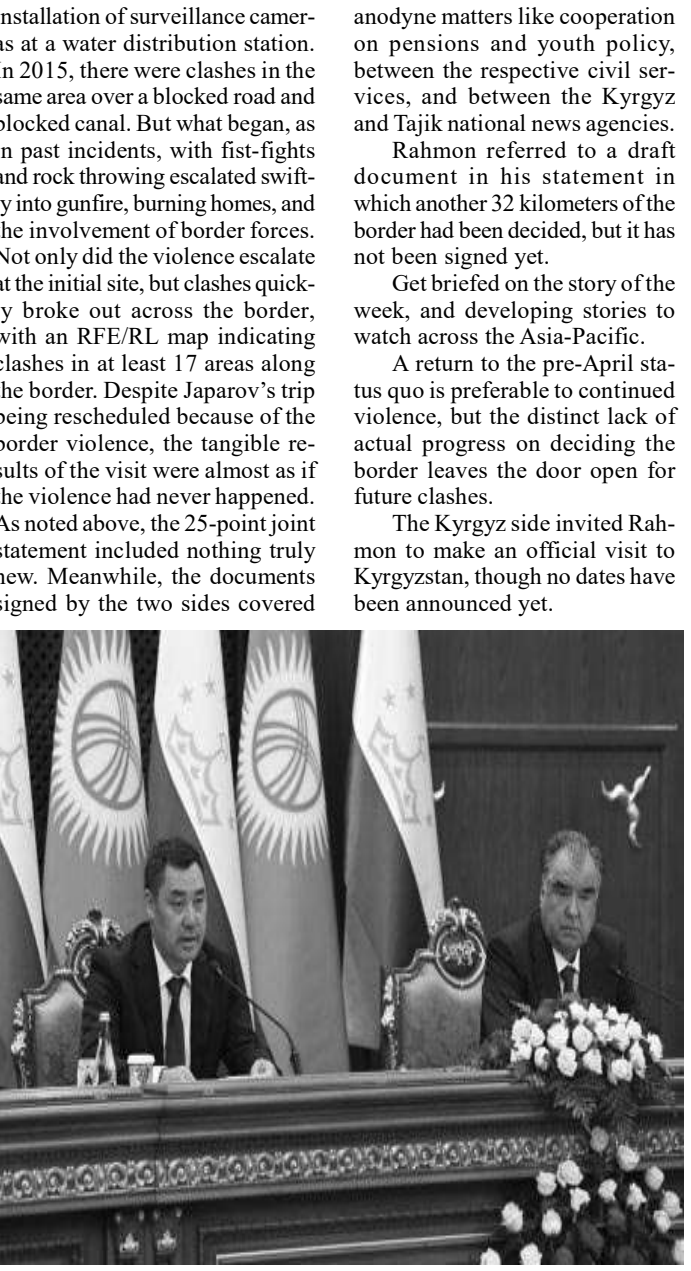 nstallation of surveillance camer-
as at a water distribution station.
In 2015, there were clashes in the
same area over a blocked road and
blocked canal. But what began, as
n past incidents, with fist-fights
and rock throwing escalated swift-
y into gunfire, burning homes, and
the involvement of border forces.
Not only did the violence escalate
at the initial site, but clashes quick-
y broke out across the border,
with an RFE/RL map indicating
clashes in at least 17 areas along
the border. Despite Japarov's trip
being rescheduled because of the
border violence, the tangible re-
sults of the visit were almost as if
the violence had never happened.
As noted above, the 25-point joint
statement included nothing truly
new. Meanwhile, the documents
signed by the two sides covered
anodyne matters like cooperation
on pensions and youth policy,
between the respective civil ser-
vices, and between the Kyrgyz
and Tajik national news agencies.
Rahmon referred to a draft
document in his statement in
which another 32 kilometers of the
border had been decided, but it has
not been signed yet.
Get briefed on the story of the
week, and developing stories to
watch across the Asia-Pacific.
A return to the pre-April sta-
tus quo is preferable to continued
violence, but the distinct lack of
actual progress on deciding the
border leaves the door open for
future clashes.
The Kyrgyz side invited Rah-
mon to make an official visit to
Kyrgyzstan, though no dates have
been announced yet.